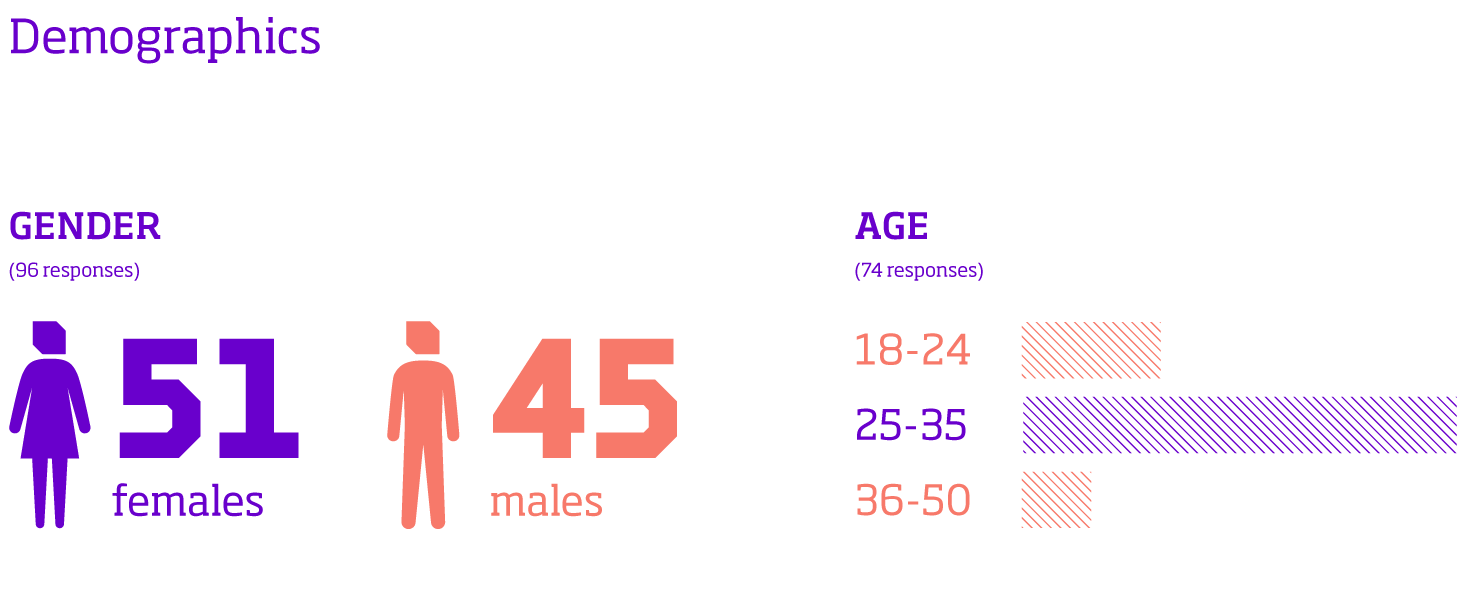 Demographics
GENDER
(96 responses)
51
females
45
males
AGE
(74 responses)
18-24
25-35
36-50